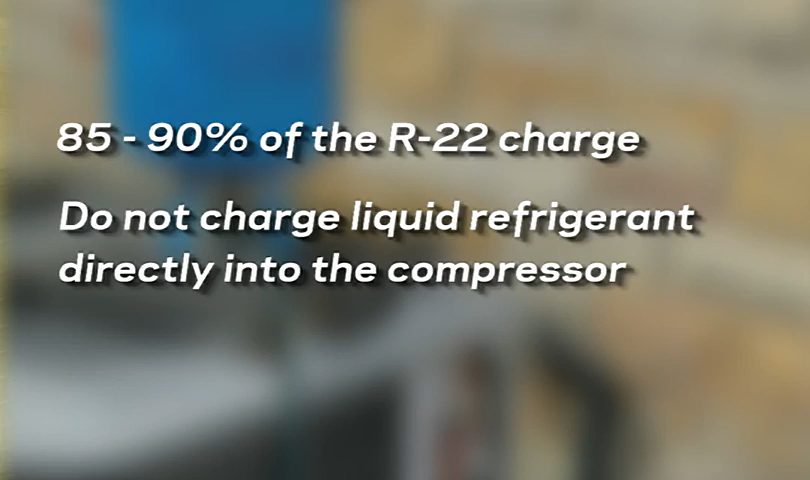 85 - 90% of the R-22 charge
Do not charge liquid refrigerant
directly into the compressor